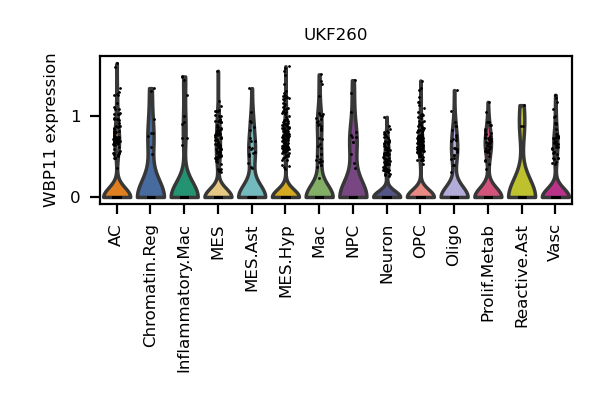 UKF260
WBP11 expression
1
0
AC
Chromatin.Reg
Inflammatory.Mac
MES
MES.Ast
MES.Hyp
Mac
NPC
Neuron
OPC
Oligo
Prolif.Metab
Reactive.Ast
Vasc